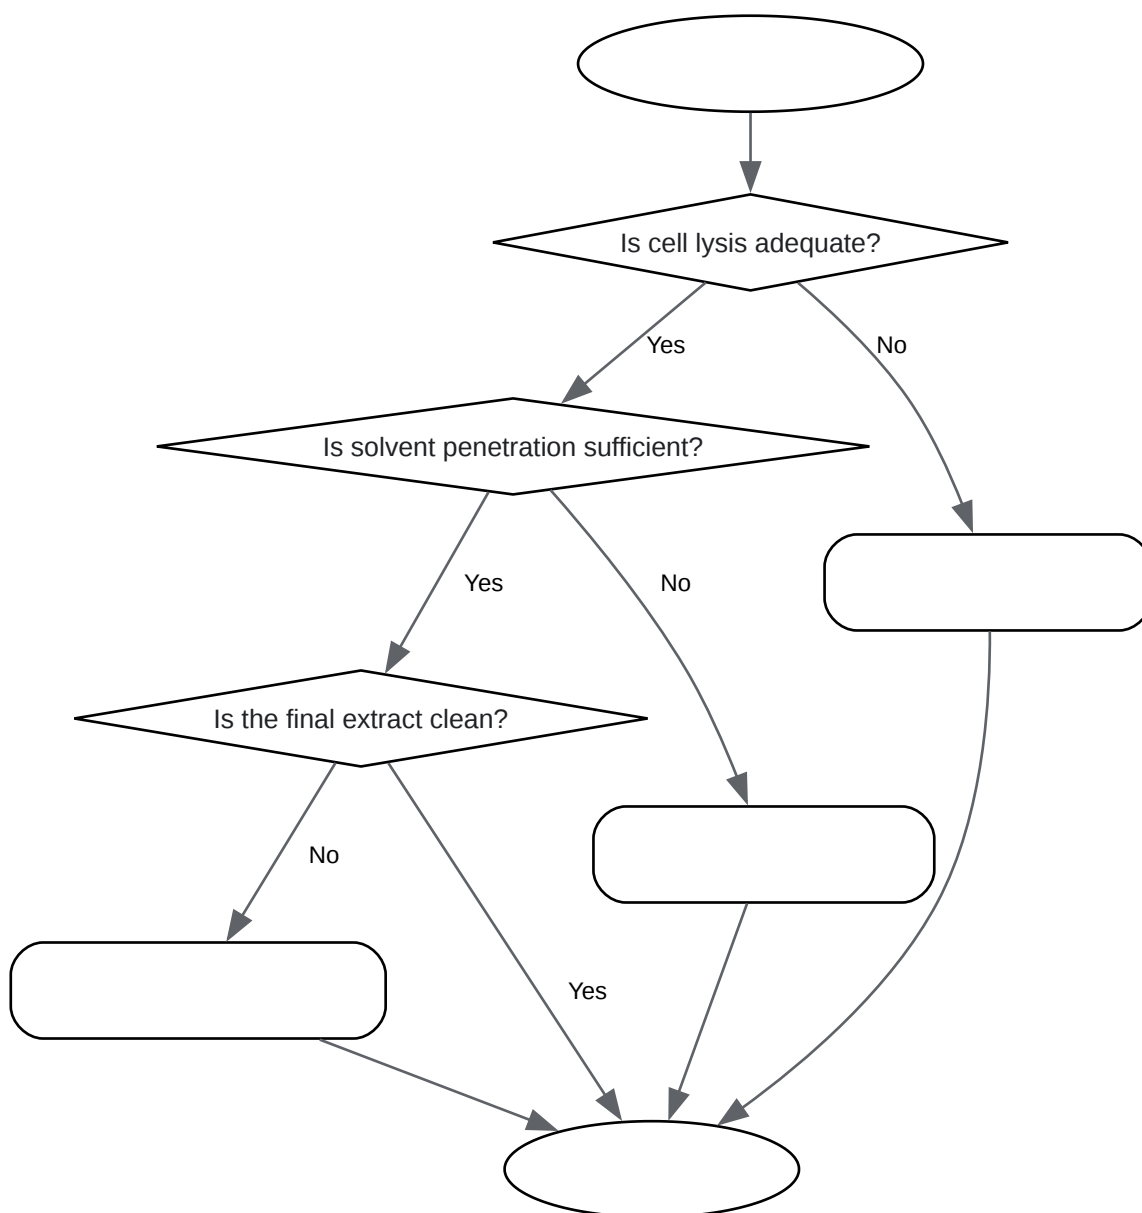 Is cell lysis adequate?
Yes
No
Is solvent penetration sufficient?
Yes
No
Is the final extract clean?
No
Yes